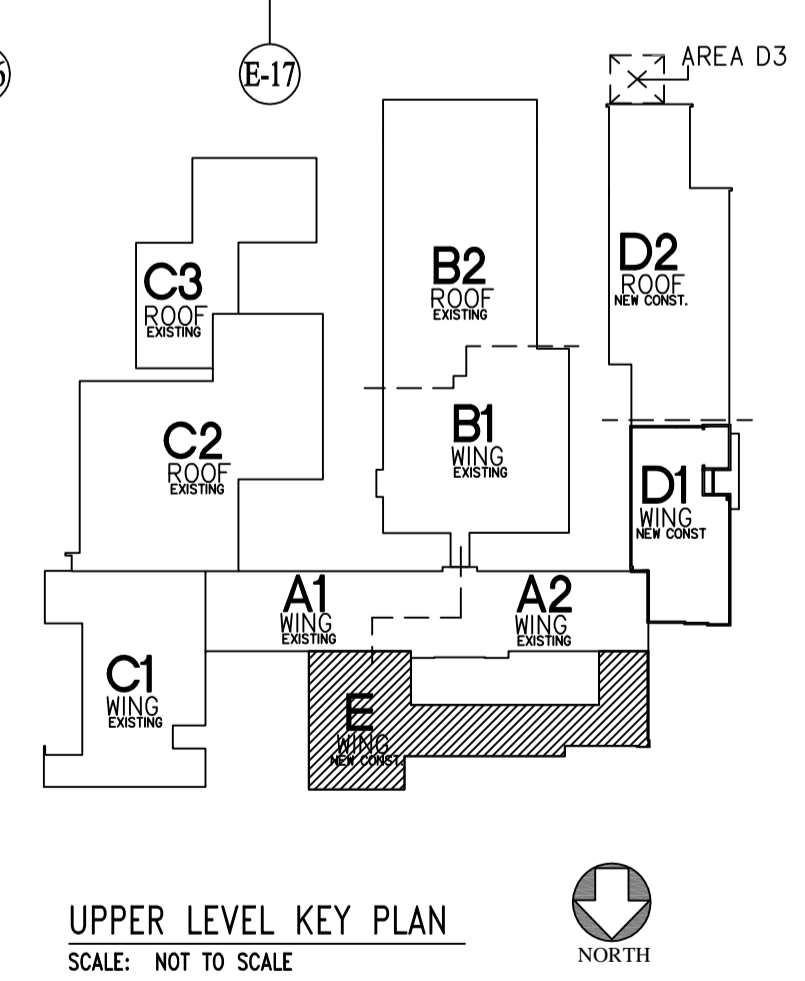 E-17
AREA D3
C3
ROOF
EXISTING
B2
ROOF
EXISTING
D2
ROOF
NEW CONST.
C2
ROOF
EXISTING
B1
WING
EXISTING
D1
WING
NEW CONST
A1
WING
EXISTING
A2
WING
EXISTING
C1
WING
EXISTING
E
WING
NEW CONST.
UPPER LEVEL KEY PLAN
SCALE: NOT TO SCALE
NORTH